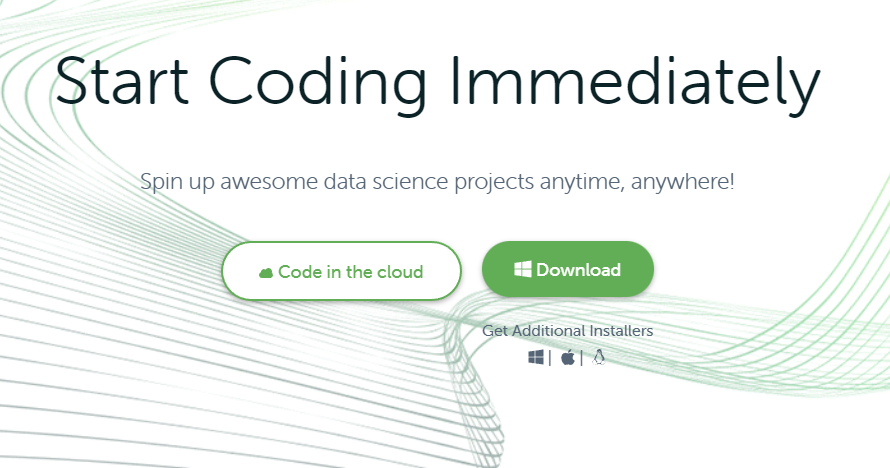 Start Coding Immediately
Spin up awesome data science projects anytime, anywhere!
Code in the cloud
Download
Get Additional Installers
| |